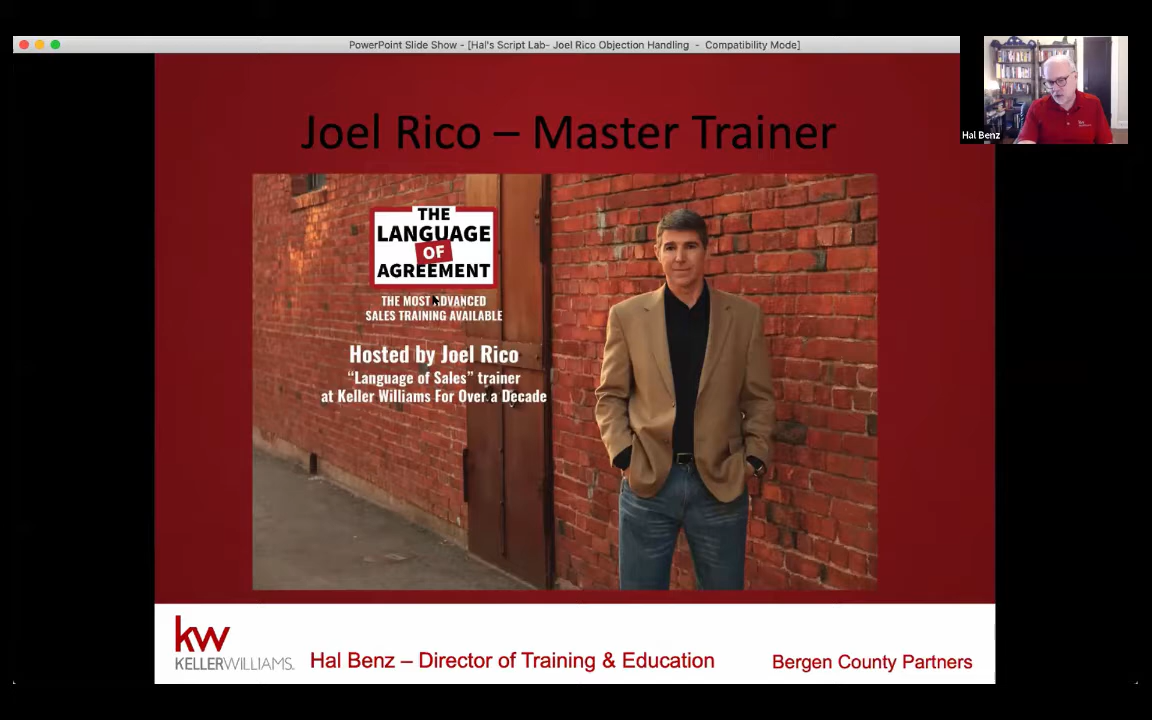 PowerPoint Slide Show - [Hal's Script Lab- Joel Rico Objection Handling - Compatibility Mode]
Hal Benz
Joel Rico – Master Trainer
THE
LANGUAGE
OF
AGREEMENT
THE MOST ADVANCED
SALES TRAINING AVAILABLE
Hosted by Joel Rico
“Language of Sales” trainer
at Keller Williams For Over a Decade
kw
KELLERWILLIAMS.
Hal Benz – Director of Training & Education
Bergen County Partners